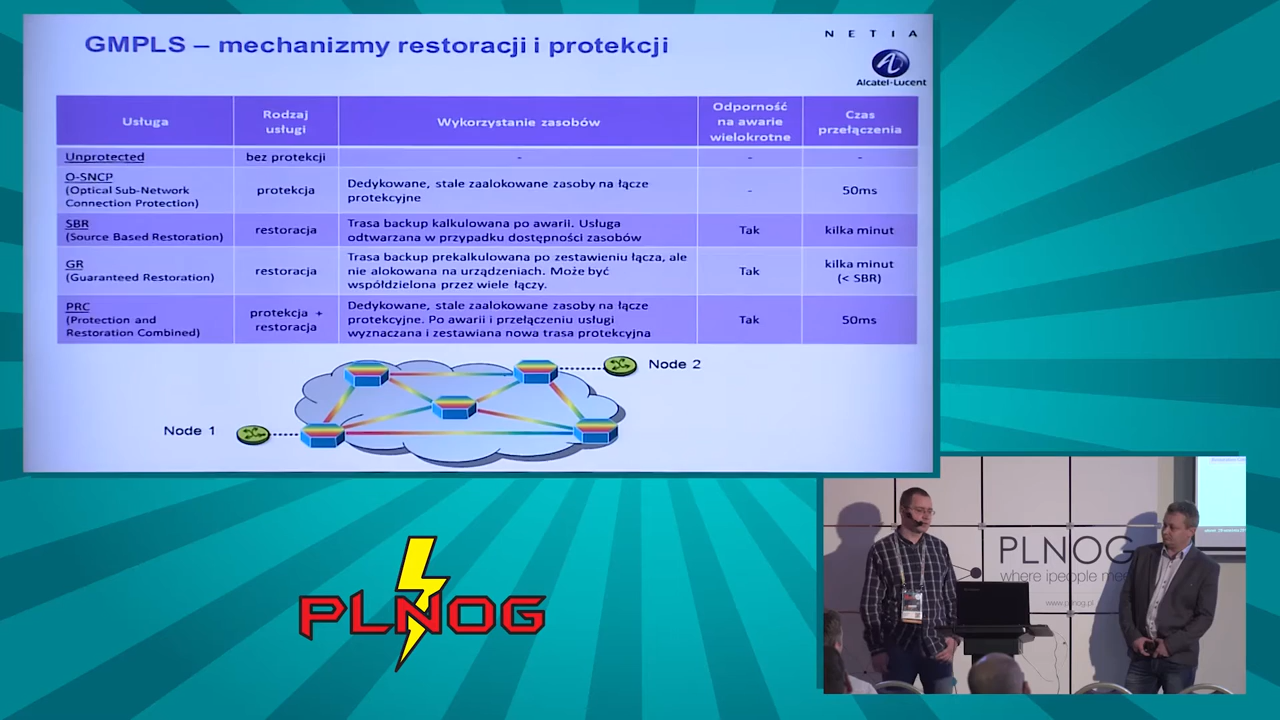 GMPLS – mechanizmy restoracji i protekcji
NETIA
Alcatel-Lucent
Usługa
Rodzaj
usługi
Wykorzystanie zasobów
Odporność
na awarie
wielokrotne
Czas
przełączenia
Unprotected
bez protekcji
-
-
-
O-SNCP
(Optical Sub-Network
Connection Protection)
protekcja
Dedykowane, stale zaalokowane zasoby na łącze
protekcyjne
-
50ms
SBR
(Source Based Restoration)
restoracja
Trasa backup kalkulowana po awarii. Usługa
odtwarzana w przypadku dostępności zasobów
Tak
kilka minut
GR
(Guaranteed Restoration)
restoracja
Trasa backup prekalkulowana po zestawieniu łącza, ale
nie alokowana na urządzeniach. Może być
współdzielona przez wiele łączy.
Tak
kilka minut
(< SBR)
PRC
(Protection and
Restoration Combined)
protekcja +
restoracja
Dedykowane, stale zaalokowane zasoby na łącze
protekcyjne. Po awarii i przełączeniu usługi
wyznaczana i zestawiana nowa trasa protekcyjna
Tak
50ms
Node 2
Node 1
PLNOG
PLNOG
where ipeople mee
www.plnog.pl